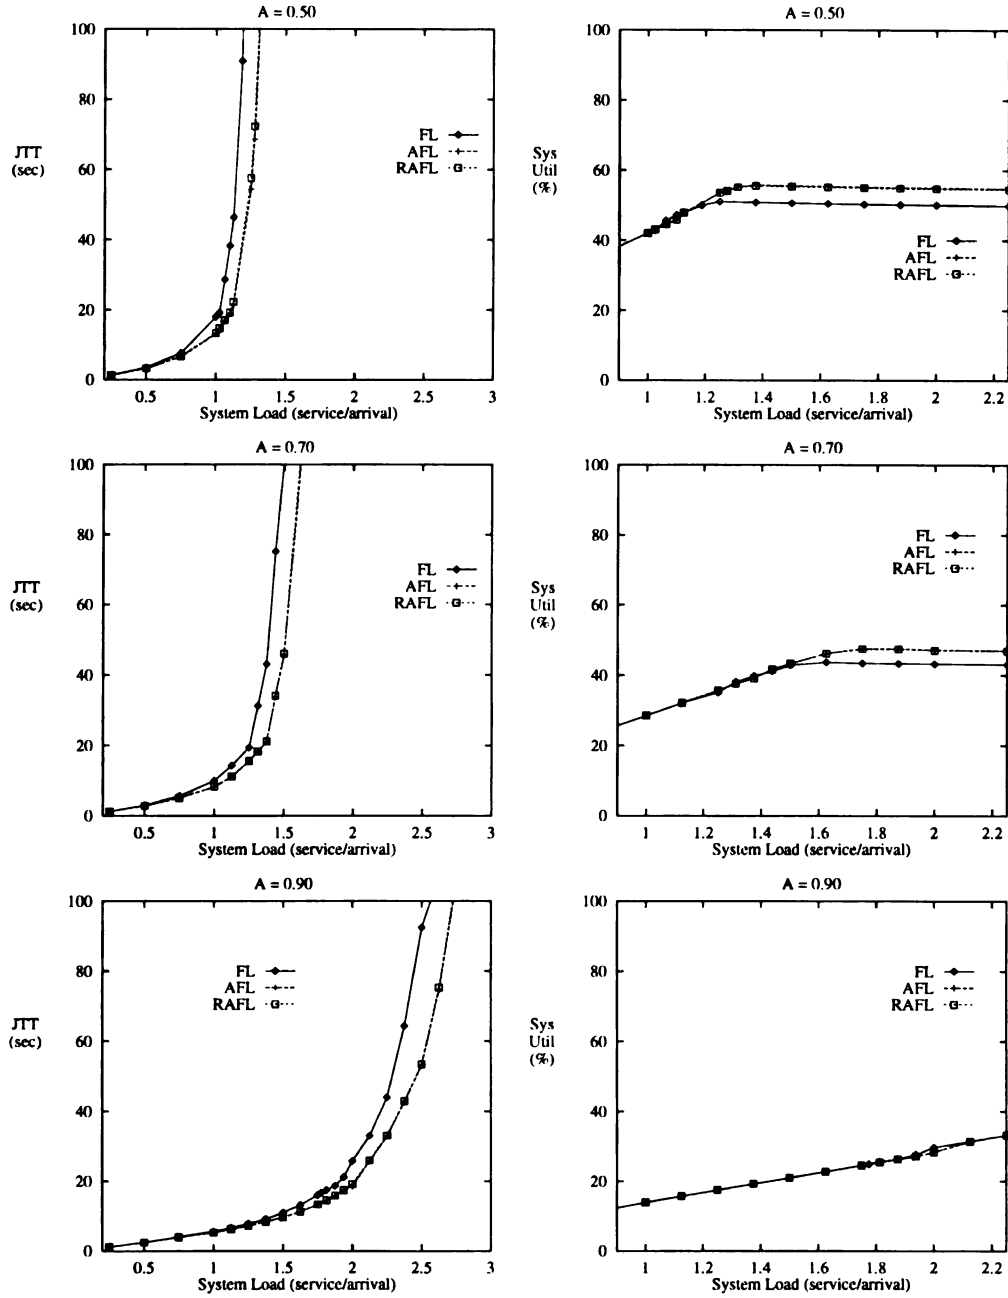 A = 0.50
JTT
(sec)
100
80
60
40
20
0
FL
AFL
RAFL
0.5 1 1.5 2 2.5 3
System Load (service/arrival)
A = 0.50
Sys
Util
(%)
100
80
60
40
20
0
FL
AFL
RAFL
1 1.2 1.4 1.6 1.8 2 2.2
System Load (service/arrival)
A = 0.70
JTT
(sec)
100
80
60
40
20
0
FL
AFL
RAFL
0.5 1 1.5 2 2.5 3
System Load (service/arrival)
A = 0.70
Sys
Util
(%)
100
80
60
40
20
0
FL
AFL
RAFL
1 1.2 1.4 1.6 1.8 2 2.2
System Load (service/arrival)
A = 0.90
JTT
(sec)
100
80
60
40
20
0
FL
AFL
RAFL
0.5 1 1.5 2 2.5 3
System Load (service/arrival)
A = 0.90
Sys
Util
(%)
100
80
60
40
20
0
FL
AFL
RAFL
1 1.2 1.4 1.6 1.8 2 2.2
System Load (service/arrival)